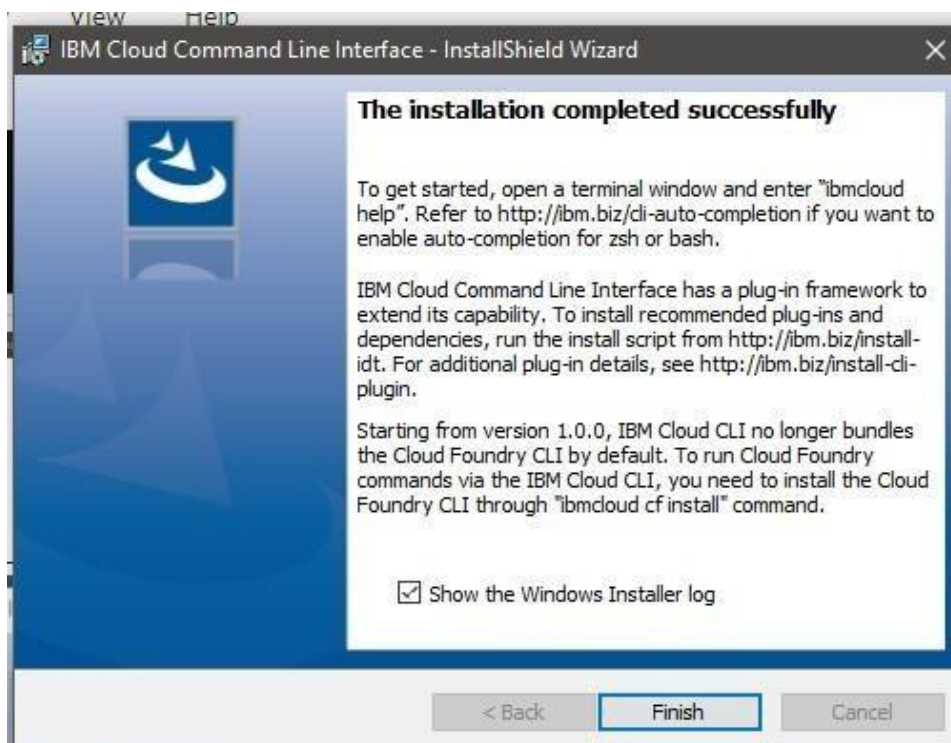 View Help
IBM Cloud Command Line Interface - InstallShield Wizard
The installation completed successfully
To get started, open a terminal window and enter "ibmcloud
help". Refer to http://ibm.biz/cli-auto-completion if you want to
enable auto-completion for zsh or bash.
IBM Cloud Command Line Interface has a plug-in framework to
extend its capability. To install recommended plug-ins and
dependencies, run the install script from http://ibm.biz/install-
idt. For additional plug-in details, see http://ibm.biz/install-cli-
plugin.
Starting from version 1.0.0, IBM Cloud CLI no longer bundles
the Cloud Foundry CLI by default. To run Cloud Foundry
commands via the IBM Cloud CLI, you need to install the Cloud
Foundry CLI through "ibmcloud cf install" command.
Show the Windows Installer log
< Back Finish Cancel